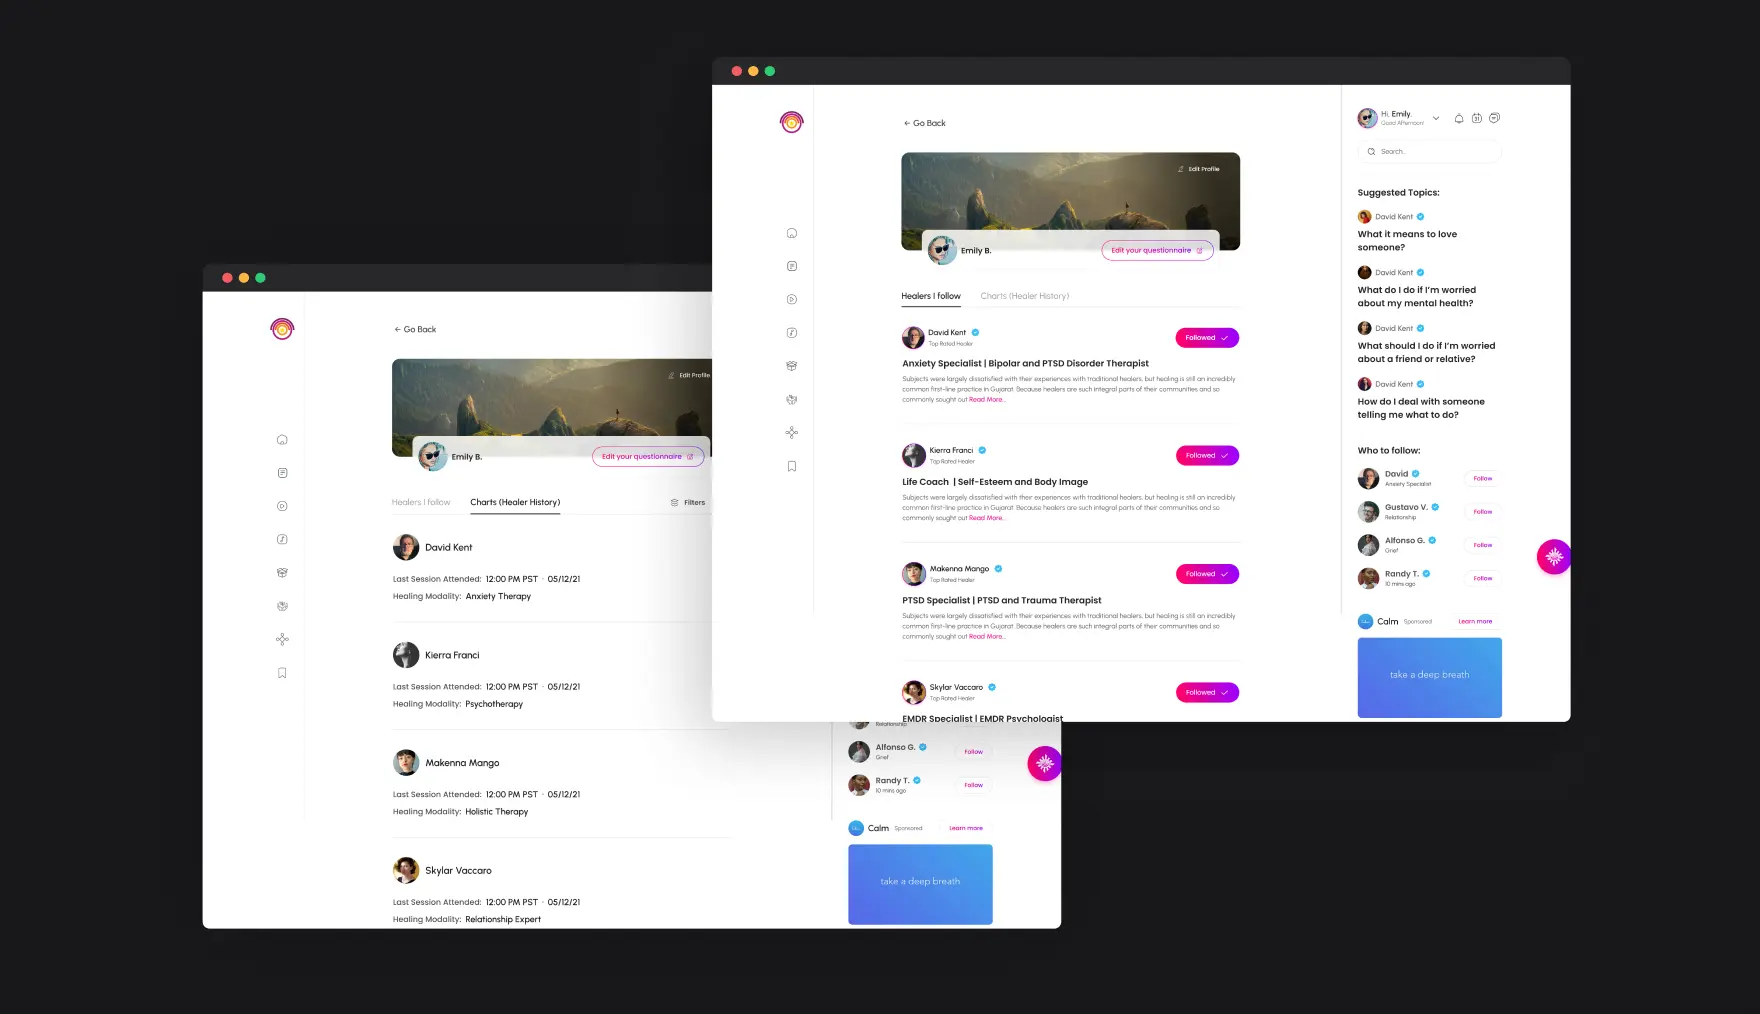 ← Go Back
Edit Profile
Emily B.
Edit your questionnaire
Healers I follow
Charts (Healer History)
David Kent
Top Rated Healer
Followed
Anxiety Specialist | Bipolar and PTSD Disorder Therapist
Subjects were largely dissatisfied with their experiences with traditional healers, but healing is still an incredibly
common first-line practice in Gujarat. Because healers are such integral parts of their communities and so
commonly sought out Read More...
Kierra Franci
Top Rated Healer
Followed
Life Coach | Self-Esteem and Body Image
Subjects were largely dissatisfied with their experiences with traditional healers, but healing is still an incredibly
common first-line practice in Gujarat. Because healers are such integral parts of their communities and so
commonly sought out Read More...
Makenna Mango
Top Rated Healer
Followed
PTSD Specialist | PTSD and Trauma Therapist
Subjects were largely dissatisfied with their experiences with traditional healers, but healing is still an incredibly
common first-line practice in Gujarat. Because healers are such integral parts of their communities and so
commonly sought out Read More...
Skylar Vaccaro
Top Rated Healer
Followed
EMDR Specialist | EMDR Psychologist
Hi, Emily
Good Afternoon!
Search..
Suggested Topics:
David Kent
What it means to love
someone?
David Kent
What do I do if I'm worried
about my mental health?
David Kent
What should I do if I'm worried
about a friend or relative?
David Kent
How do I deal with someone
telling me what to do?
Who to follow:
David
Anxiety Specialist
Follow
Gustavo V.
Relationship
Follow
Alfonso G.
Grief
Follow
Randy T.
10 mins ago
Follow
Calm Sponsored
Learn more
take a deep breath
← Go Back
Edit Profile
Emily B.
Edit your questionnaire
Healers I follow
Charts (Healer History)
Filters
David Kent
Last Session Attended: 12:00 PM PST · 05/12/21
Healing Modality: Anxiety Therapy
Kierra Franci
Last Session Attended: 12:00 PM PST · 05/12/21
Healing Modality: Psychotherapy
Makenna Mango
Last Session Attended: 12:00 PM PST · 05/12/21
Healing Modality: Holistic Therapy
Skylar Vaccaro
Last Session Attended: 12:00 PM PST · 05/12/21
Healing Modality: Relationship Expert
Relationship
Alfonso G.
Grief
Follow
Randy T.
10 mins ago
Follow
Calm Sponsored
Learn more
take a deep breath